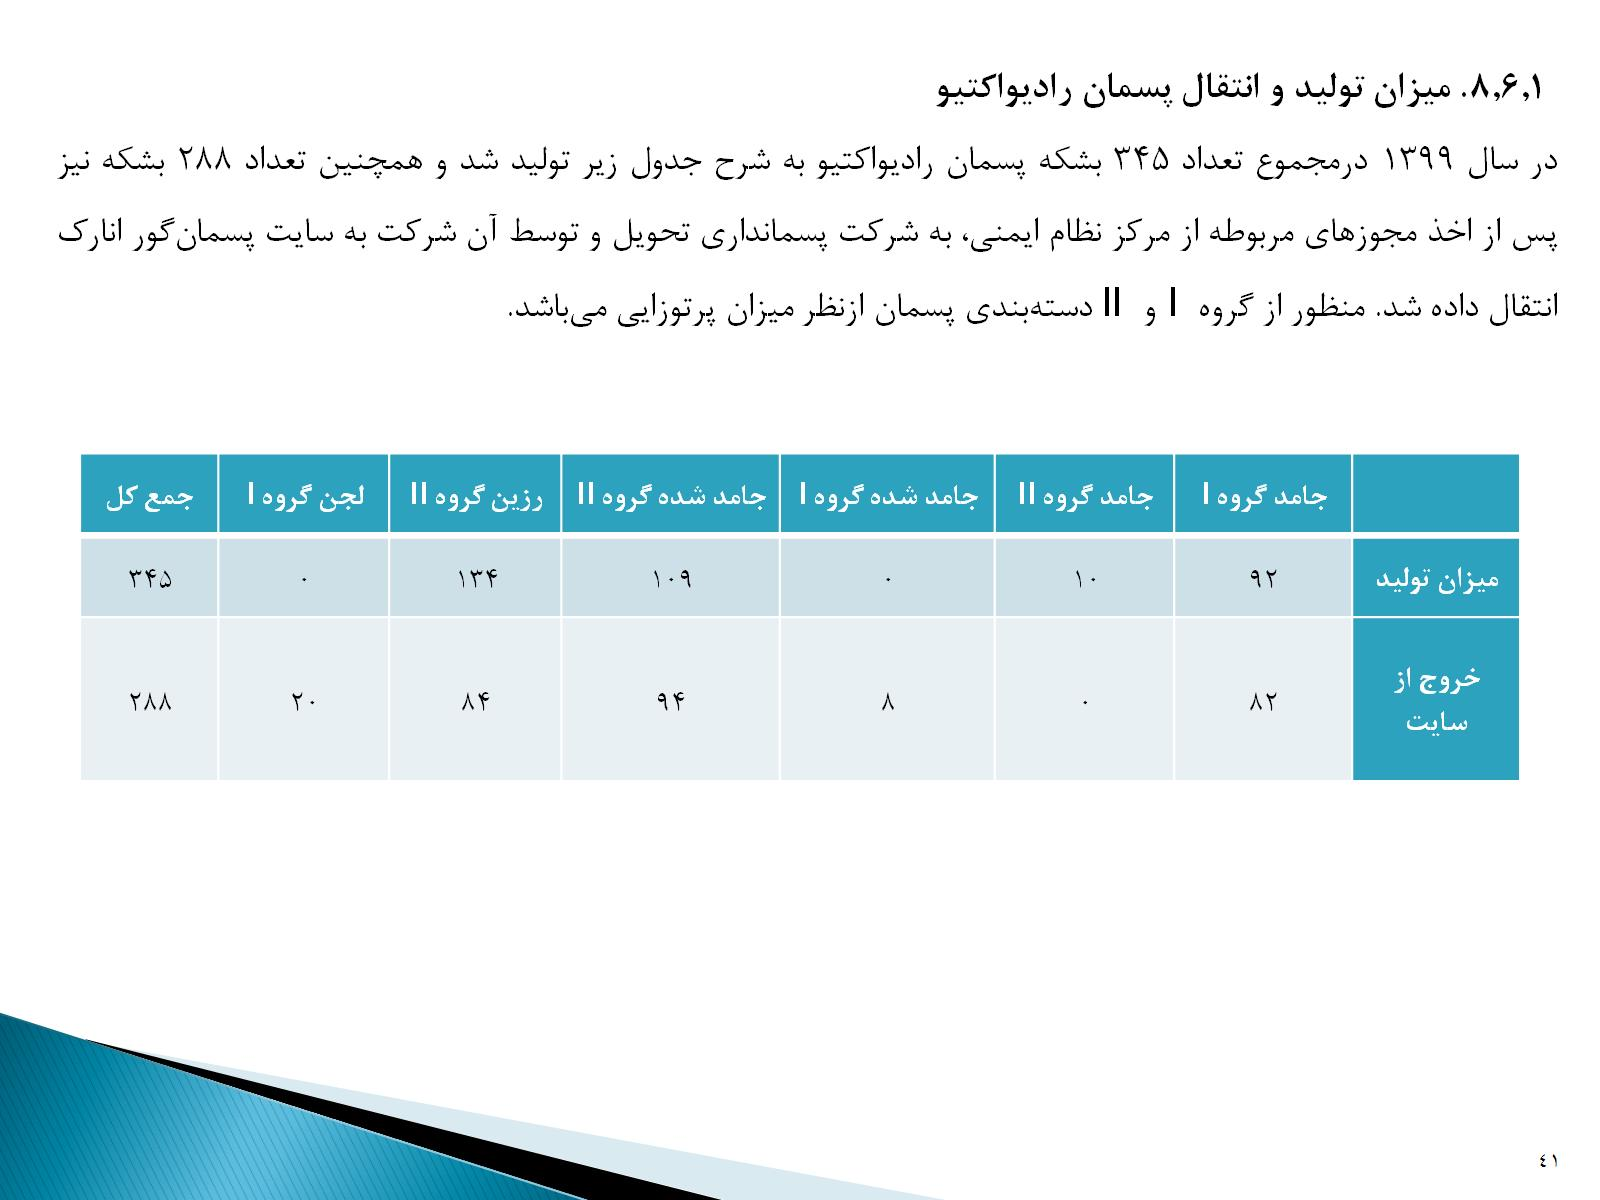 ۸٫۶٫۱. میزان تولید و انتقال پسمان رادیواکتیو
در سال ۱۳۹۹ درمجموع تعداد ۳۴۵ بشکه پسمان رادیواکتیو به شرح جدول زیر تولید شد و همچنین تعداد ۲۸۸ بشکه نیز
پس از اخذ مجوزهای مربوطه از مرکز نظام ایمنی، به شرکت پسمانداری تحویل و توسط آن شرکت به سایت پسمان‌گور انارک
انتقال داده شد. منظور از گروه I و II دسته‌بندی پسمان ازنظر میزان پرتوزایی می‌باشد.
جامد گروه I جامد گروه II جامد شده گروه I جامد شده گروه II رزین گروه II لجن گروه I جمع کل
میزان تولید ۹۲ ۱۰ ۰ ۱۰۹ ۱۳۴ ۰ ۳۴۵
خروج از
سایت ۸۲ ۰ ۸ ۹۴ ۸۴ ۲۰ ۲۸۸
٤١